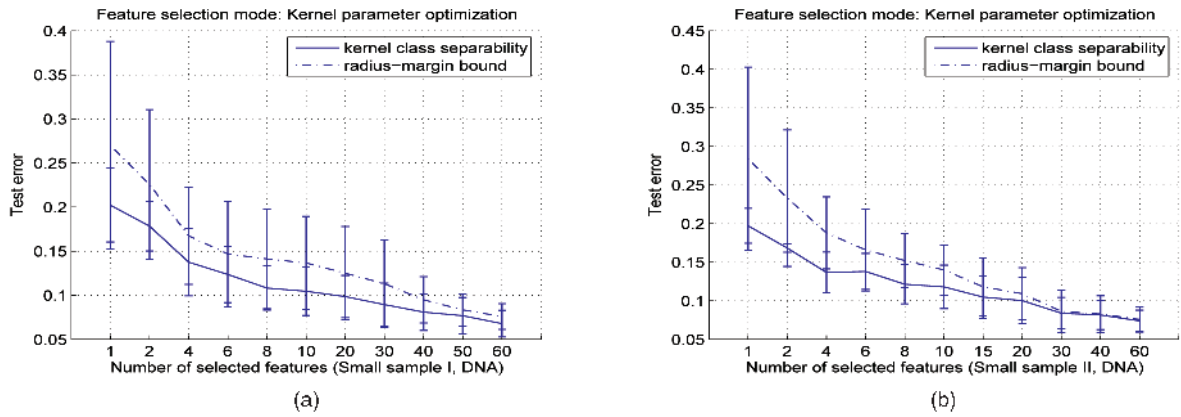 Feature selection mode: Kernel parameter optimization
0.4
0.35
0.3
0.25
0.2
0.15
0.1
0.05
Test error
kernel class separability
radius-margin bound
1 2 4 6 8 10 20 30 40 50 60
Number of selected features (Small sample I, DNA)
(a)
Feature selection mode: Kernel parameter optimization
0.45
0.4
0.35
0.3
0.25
0.2
0.15
0.1
0.05
Test error
kernel class separability
radius-margin bound
1 2 4 6 8 10 15 20 30 40 60
Number of selected features (Small sample II, DNA)
(b)